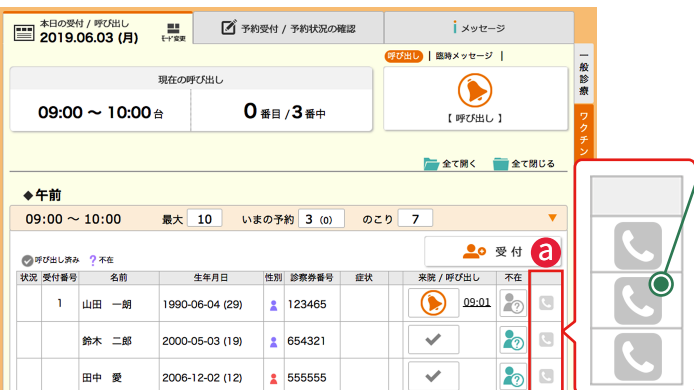 本日の受付 / 呼び出し
2019.06.03 (月)
モード変更
予約受付 / 予約状況の確認
i メッセージ
呼び出し | 臨時メッセージ |
現在の呼び出し
09:00 ～ 10:00台
0番目 /3番中
【 呼び出し 】
一般診療
ワクチン
全て開く 全て閉じる
◆午前
09:00 ～ 10:00 最大 10 いまの予約 3 (0) のこり 7 ▼
受付
a
呼び出し済み ?不在
状況 受付番号 名前 生年月日 性別 診察券番号 症状 来院 / 呼び出し 不在
1 山田 一朗 1990-06-04 (29) 123465 09:01
鈴木 二郎 2000-05-03 (19) 654321
田中 愛 2006-12-02 (12) 555555